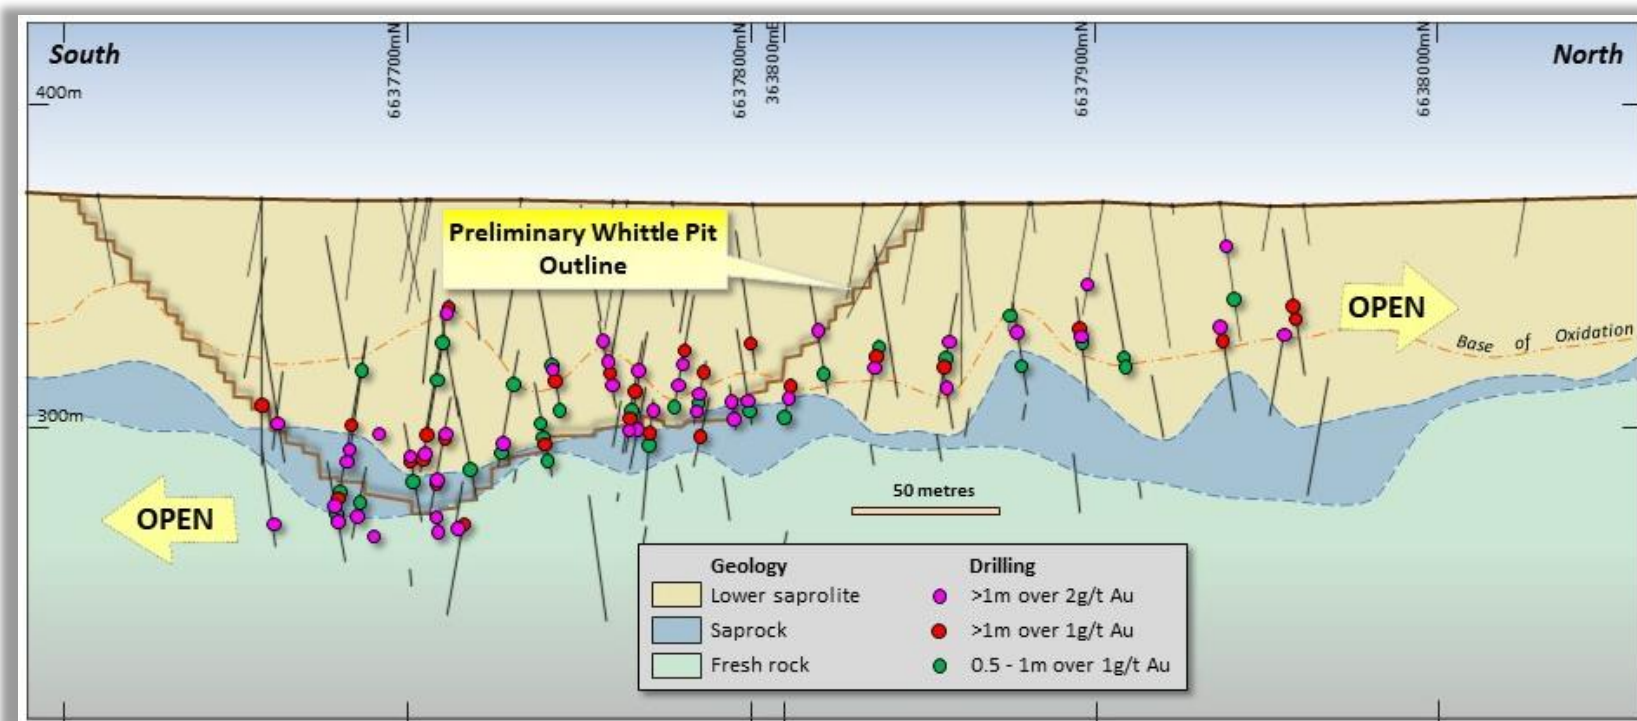 South
North
6637700mN
6637800mN
363800mE
6637900mN
6638000mN
400m
Preliminary Whittle Pit
Outline
OPEN
Base of Oxidation
300m
OPEN
50 metres
Geology
Drilling
Lower saprolite
>1m over 2g/t Au
Saprock
>1m over 1g/t Au
Fresh rock
0.5 - 1m over 1g/t Au